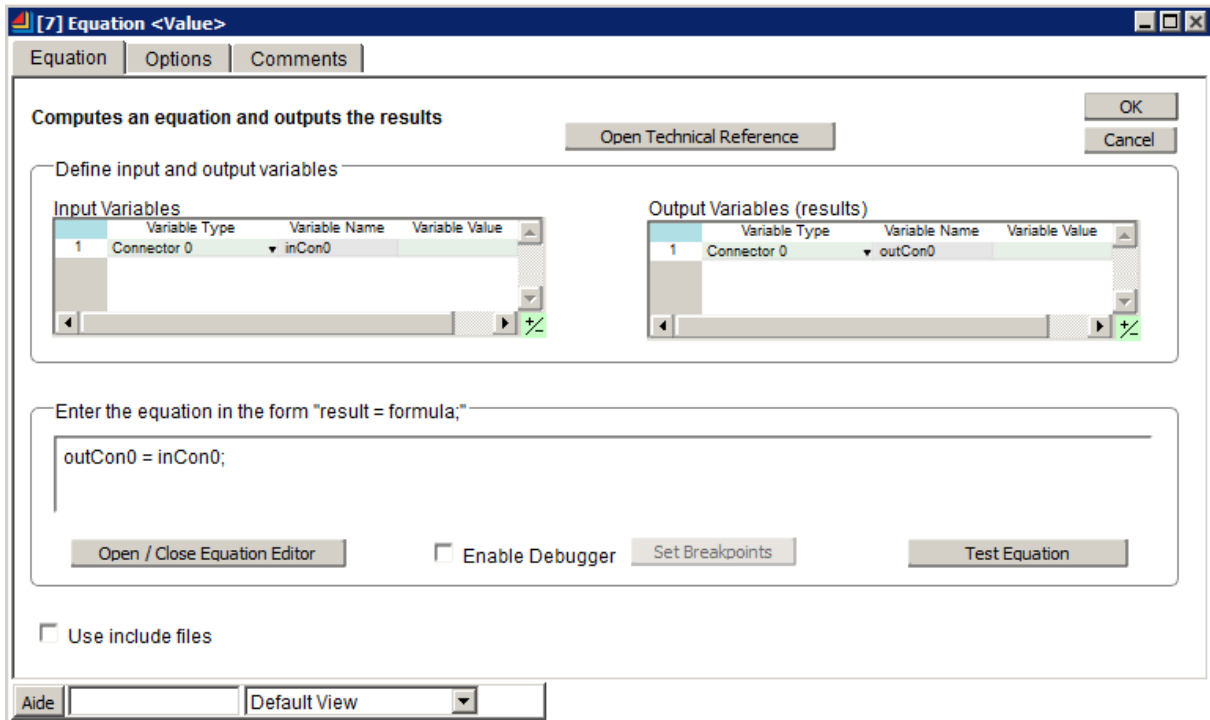 [7] Equation <Value>
Equation Options Comments
Computes an equation and outputs the results
Open Technical Reference
OK
Cancel
Define input and output variables
Input Variables
Variable Type Variable Name Variable Value
1 Connector 0 inCon0
Output Variables (results)
Variable Type Variable Name Variable Value
1 Connector 0 outCon0
Enter the equation in the form "result = formula;"
outCon0 = inCon0;
Open / Close Equation Editor
Enable Debugger
Set Breakpoints
Test Equation
Use include files
Aide
Default View